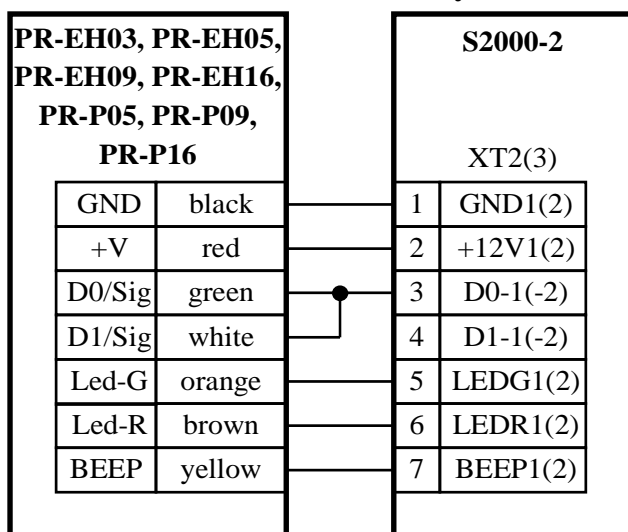 PR-EH03, PR-EH05,
PR-EH09, PR-EH16,
PR-P05, PR-P09,
PR-P16
GND black
+V red
D0/Sig green
D1/Sig white
Led-G orange
Led-R brown
BEEP yellow
S2000-2
XT2(3)
1 GND1(2)
2 +12V1(2)
3 D0-1(-2)
4 D1-1(-2)
5 LEDG1(2)
6 LEDR1(2)
7 BEEP1(2)